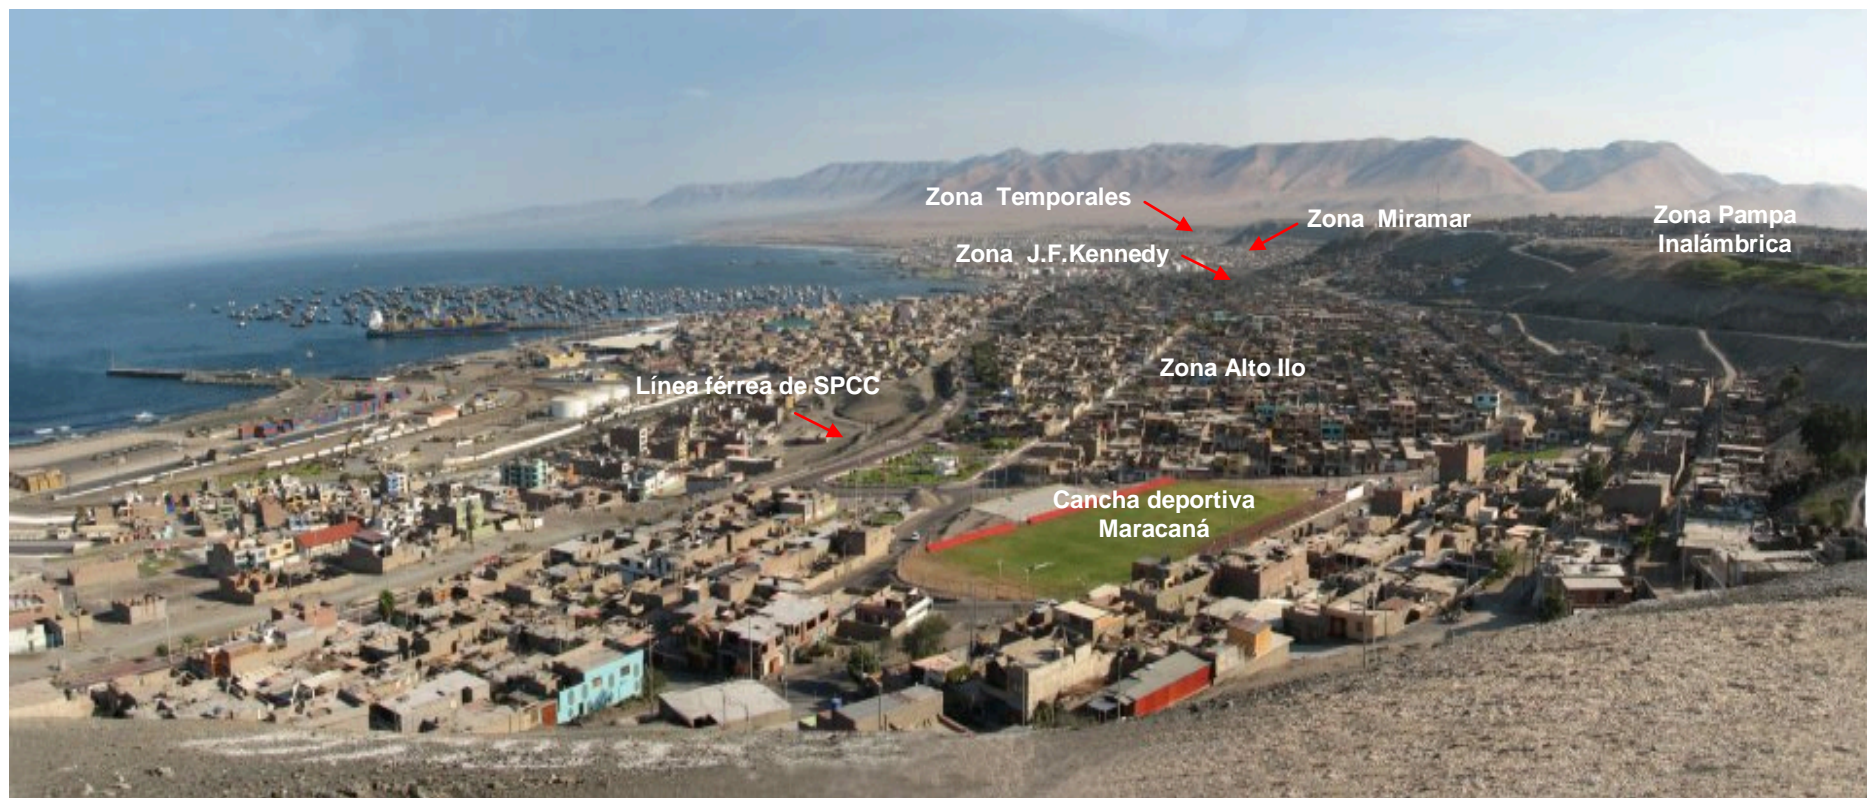 Zona Temporales
Zona Miramar
Zona Pampa
Inalámbrica
Zona J.F.Kennedy
Zona Alto Ilo
Línea férrea de SPCC
Cancha deportiva
Maracaná